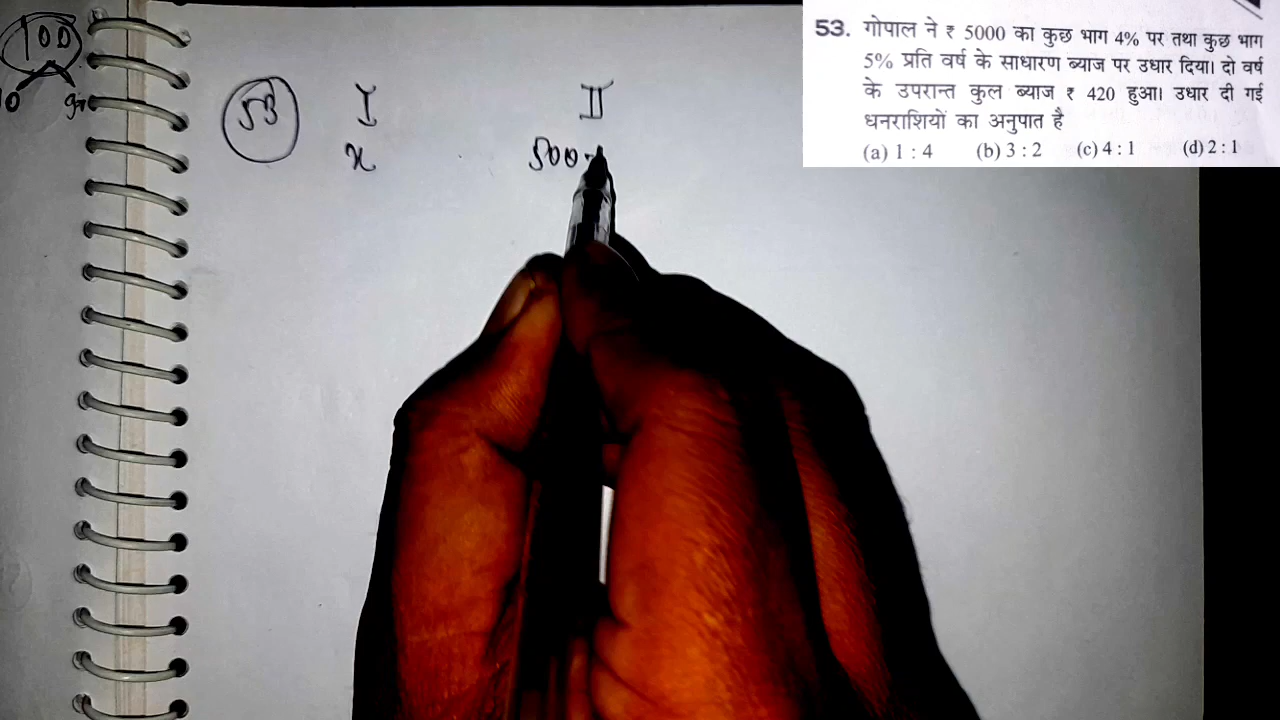 100
53
I II
x 500
53. गोपाल ने ₹ 5000 का कुछ भाग 4% पर तथा कुछ भाग
5% प्रति वर्ष के साधारण ब्याज पर उधार दिया। दो वर्ष
के उपरान्त कुल ब्याज ₹ 420 हुआ। उधार दी गई
धनराशियों का अनुपात है
(a) 1 : 4 (b) 3 : 2 (c) 4 : 1 (d) 2 : 1